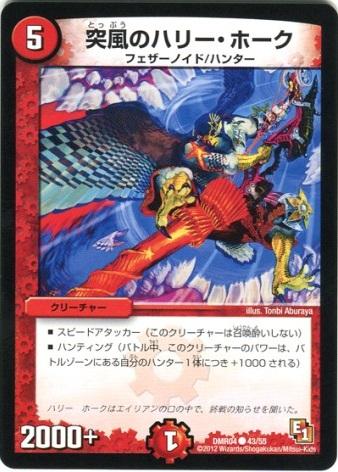 5
とっぷう
突風のハリー・ホーク
フェザーノイド/ハンター
クリーチャー
illus. Tonbi Aburaya
■ スピードアタッカー（このクリーチャーは召喚酔いしない）
■ ハンティング（バトル中、このクリーチャーのパワーは、バ
トルゾーンにある自分のハンター1体につき+1000される）
ハリー・ホークはエイリアンの口の中で、終戦の知らせを聞いた。
2000+
1
DMR04 ● 43/55
©2012 Wizards/Shogakukan/Mitsui-Kids
E1